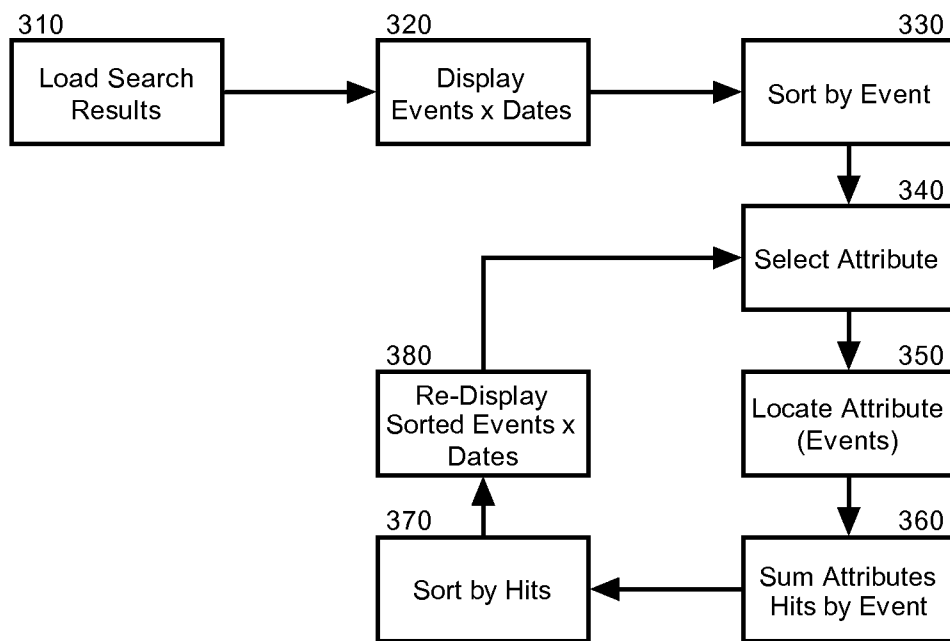 310
Load Search
Results
320
Display
Events x Dates
330
Sort by Event
340
Select Attribute
350
Locate Attribute
(Events)
360
Sum Attributes
Hits by Event
370
Sort by Hits
380
Re-Display
Sorted Events x
Dates